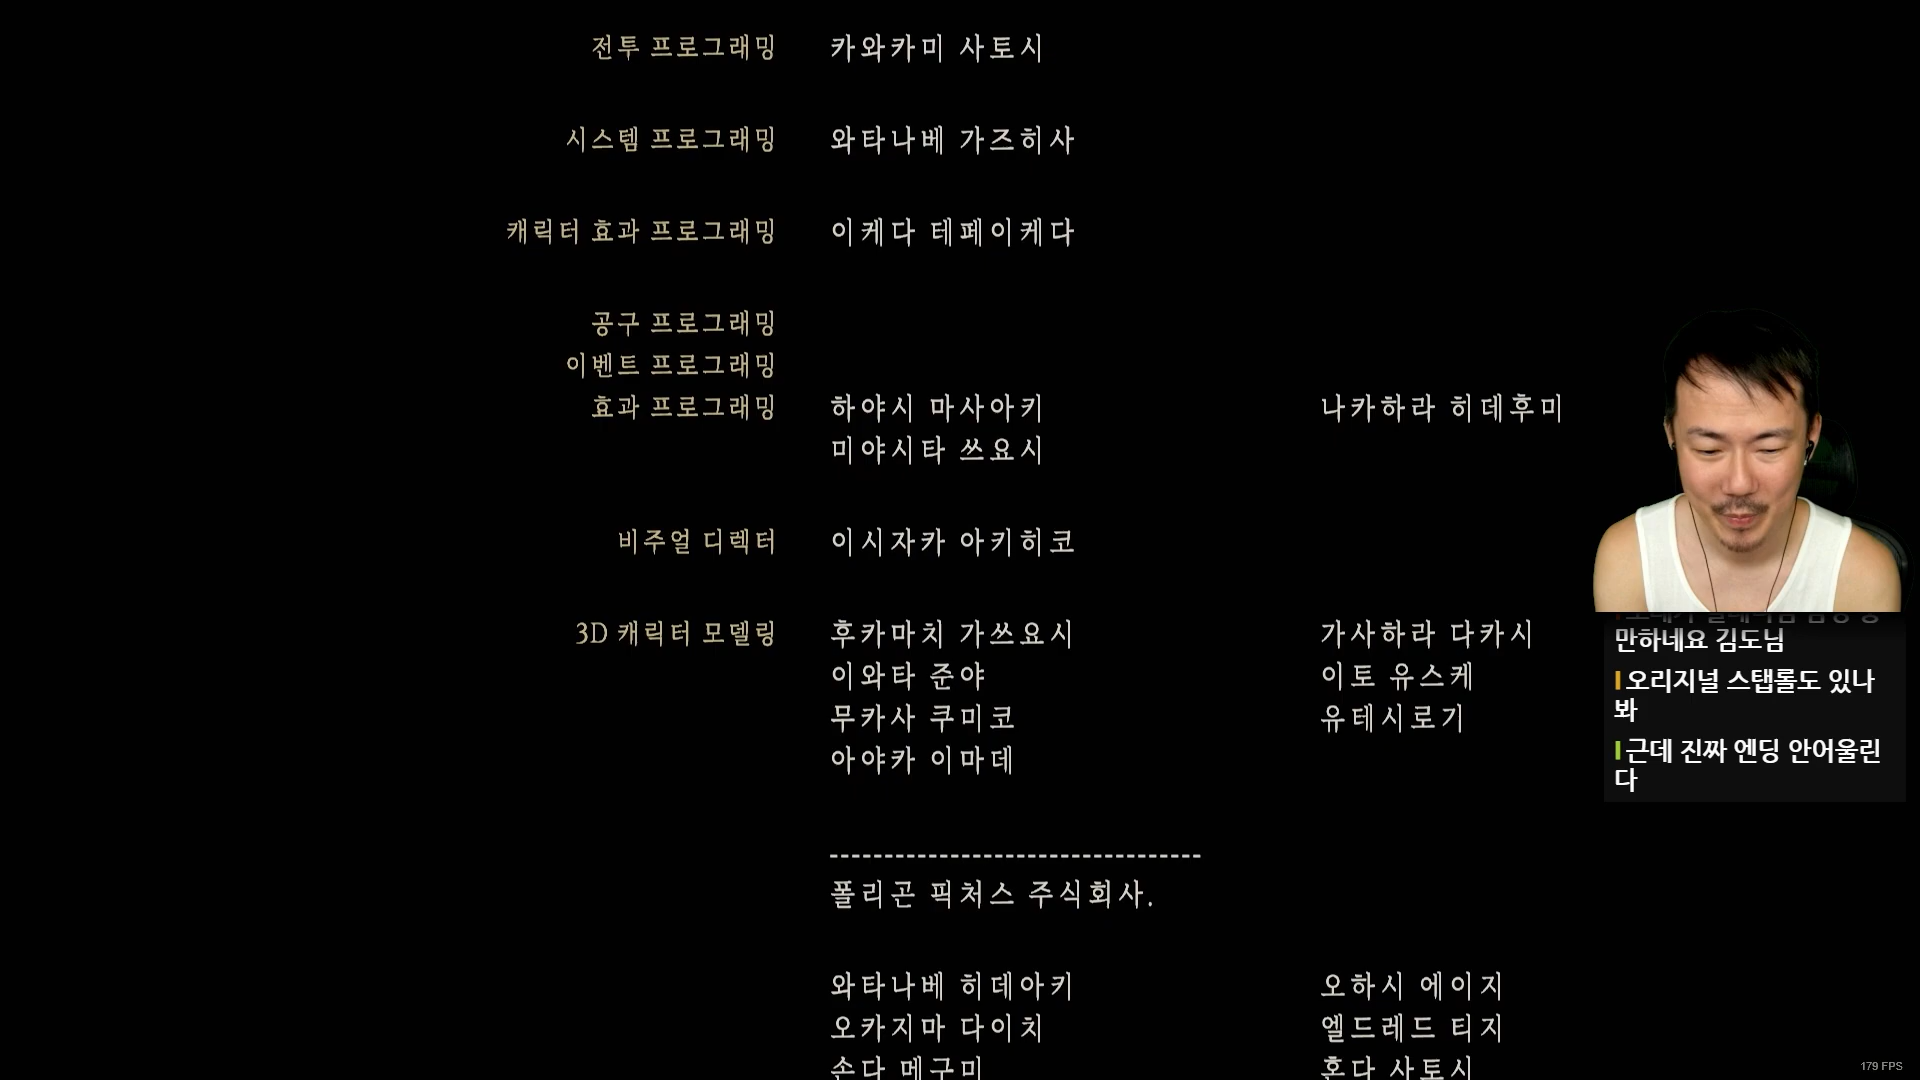 전투 프로그래밍 카와카미 사토시
시스템 프로그래밍 와타나베 가즈히사
캐릭터 효과 프로그래밍 이케다 테페이케다
공구 프로그래밍
이벤트 프로그래밍
효과 프로그래밍 하야시 마사아키 나카하라 히데후미
미야시타 쓰요시
비주얼 디렉터 이시자카 아키히코
3D 캐릭터 모델링 후카마치 가쓰요시 가사하라 다카시
이와타 준야 이토 유스케
무카사 쿠미코 유테시로기
아야카 이마데
----------------------------------
폴리곤 픽처스 주식회사.
와타나베 히데아키 오하시 에이지
오카지마 다이치 엘드레드 티지
손다 메구미 혼다 사토시
만하네요 김도님
오리지널 스탭롤도 있나
봐
근데 진짜 엔딩 안어울린
다
179 FPS